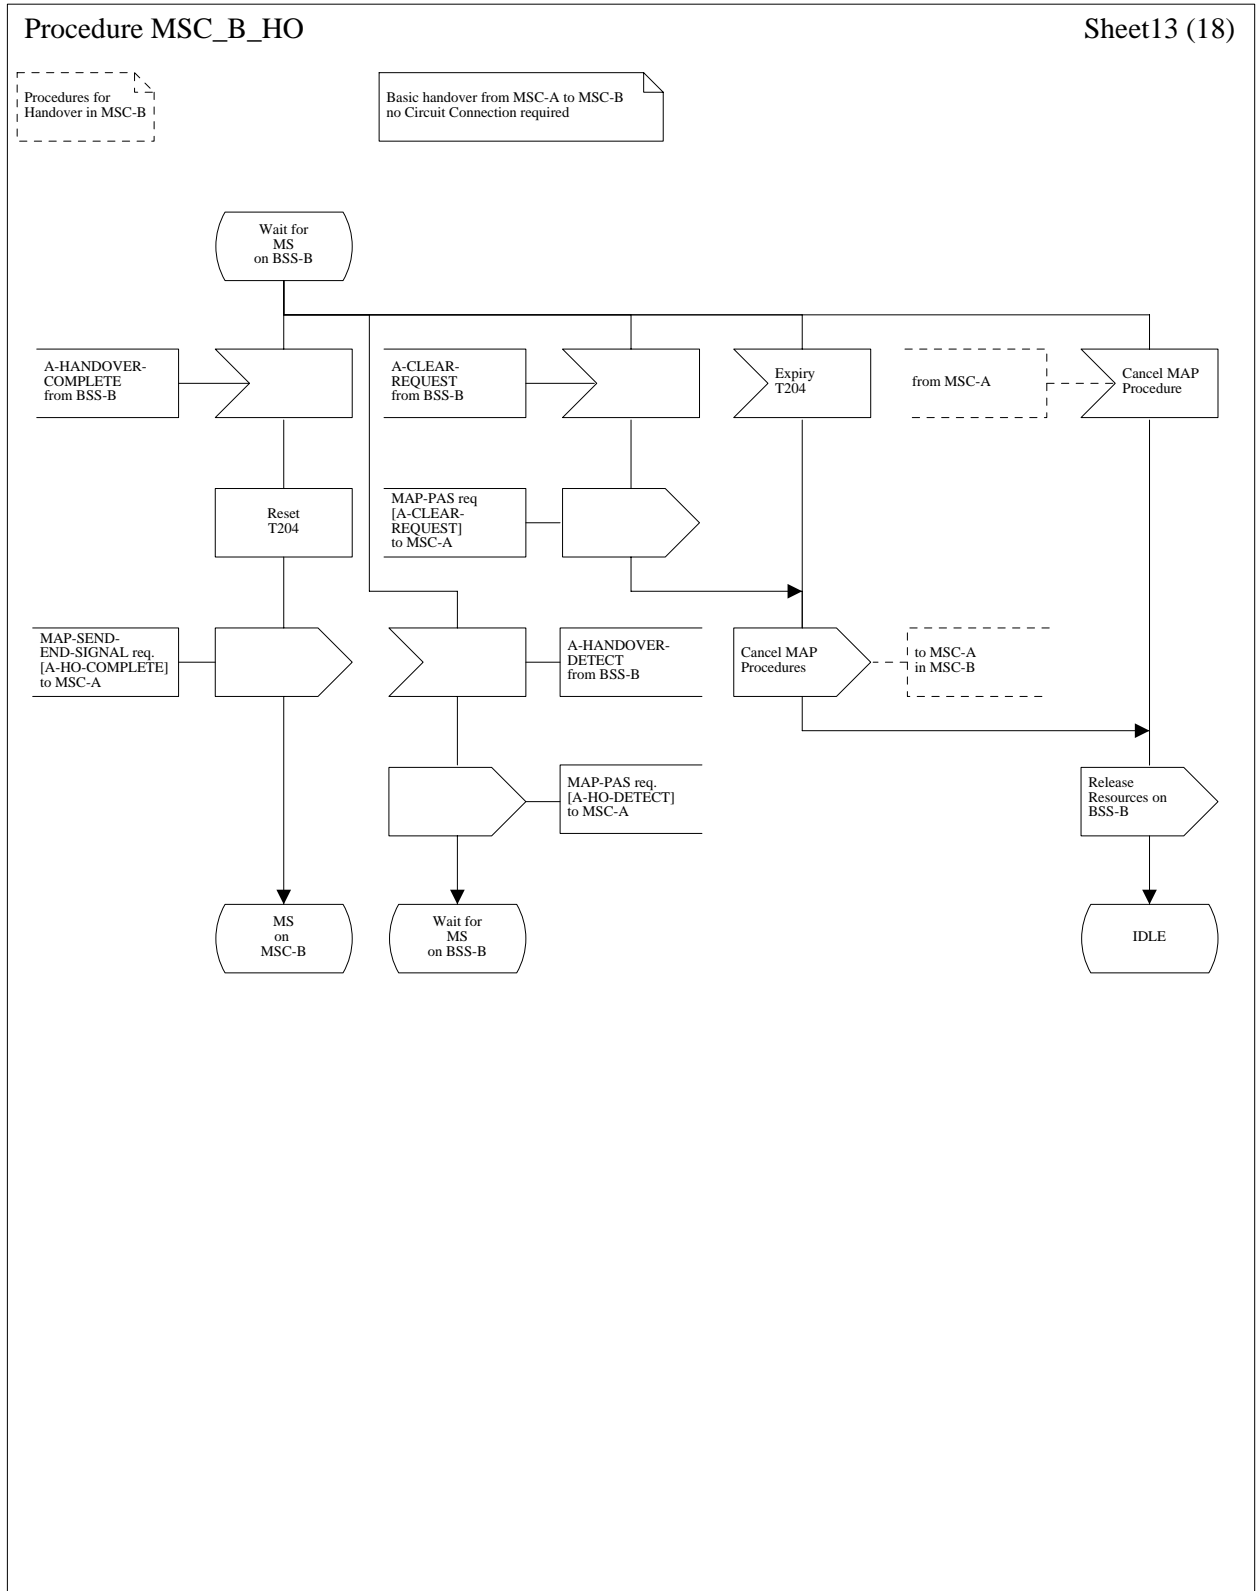 Procedure MSC_B_HO
Sheet13 (18)
Procedures for
Handover in MSC-B
Basic handover from MSC-A to MSC-B
no Circuit Connection required
Wait for
MS
on BSS-B
A-HANDOVER-
COMPLETE
from BSS-B
A-CLEAR-
REQUEST
from BSS-B
Expiry
T204
from MSC-A
Cancel MAP
Procedure
Reset
T204
MAP-PAS req
[A-CLEAR-
REQUEST]
to MSC-A
MAP-SEND-
END-SIGNAL req.
[A-HO-COMPLETE]
to MSC-A
A-HANDOVER-
DETECT
from BSS-B
Cancel MAP
Procedures
to MSC-A
in MSC-B
MAP-PAS req.
[A-HO-DETECT]
to MSC-A
Release
Resources on
BSS-B
MS
on
MSC-B
Wait for
MS
on BSS-B
IDLE